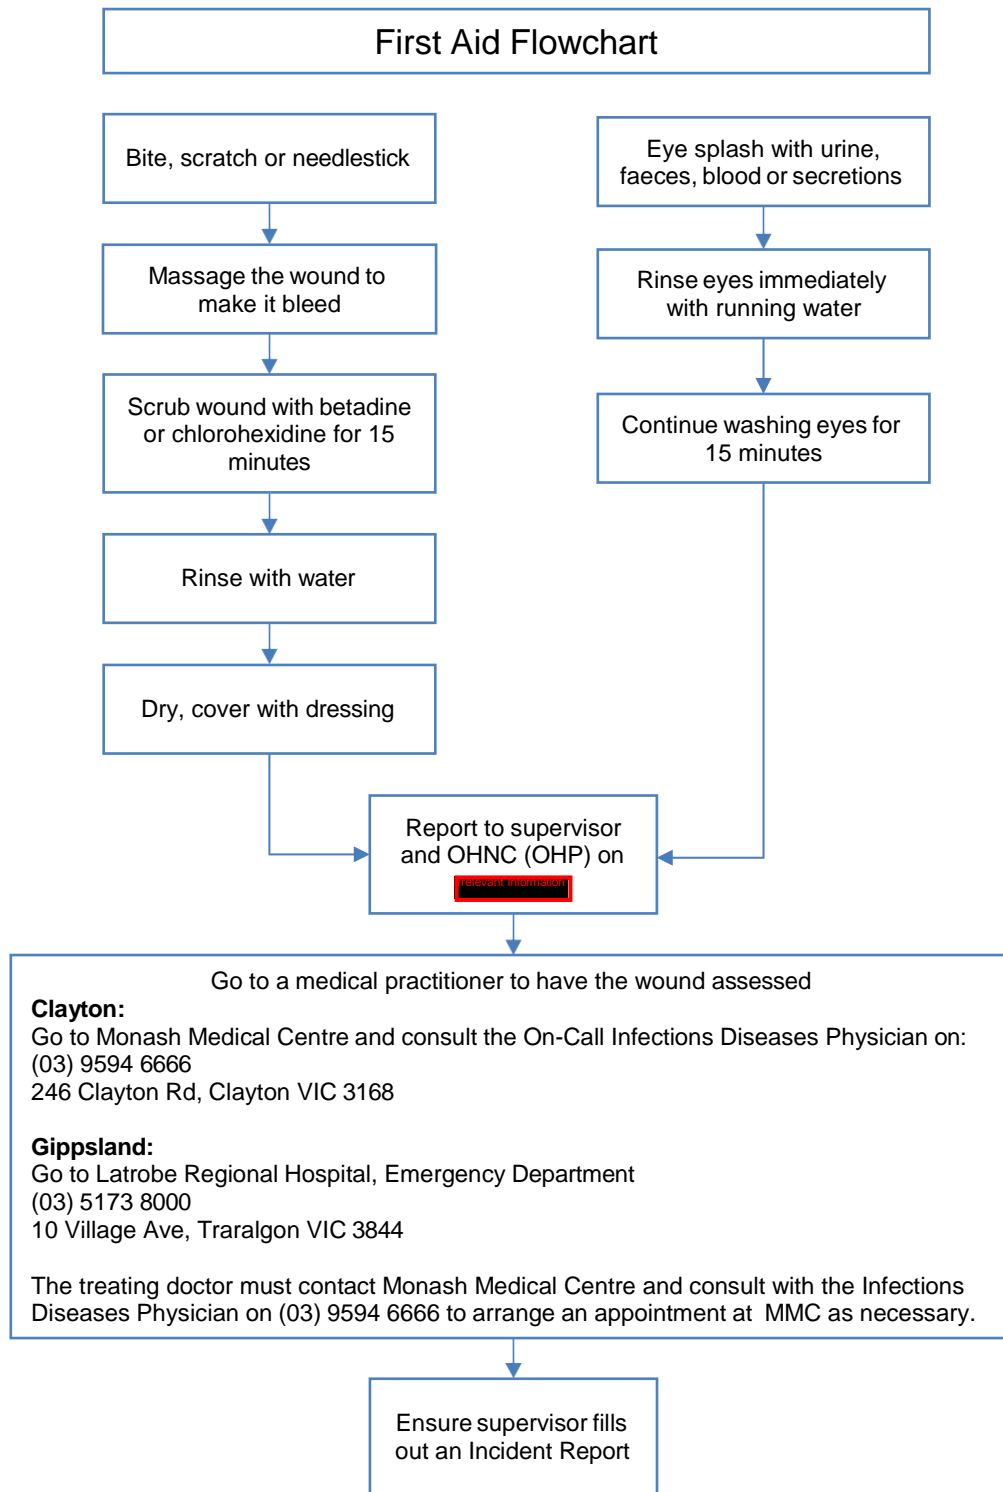 First Aid Flowchart
Bite, scratch or needlestick
Massage the wound to
make it bleed
Scrub wound with betadine
or chlorohexidine for 15
minutes
Rinse with water
Dry, cover with dressing
Eye splash with urine,
faeces, blood or secretions
Rinse eyes immediately
with running water
Continue washing eyes for
15 minutes
Report to supervisor
and OHNC (OHP) on
relevant information
Go to a medical practitioner to have the wound assessed
Clayton:
Go to Monash Medical Centre and consult the On-Call Infections Diseases Physician on:
(03) 9594 6666
246 Clayton Rd, Clayton VIC 3168
Gippsland:
Go to Latrobe Regional Hospital, Emergency Department
(03) 5173 8000
10 Village Ave, Traralgon VIC 3844
The treating doctor must contact Monash Medical Centre and consult with the Infections
Diseases Physician on (03) 9594 6666 to arrange an appointment at  MMC as necessary.
Ensure supervisor fills
out an Incident Report